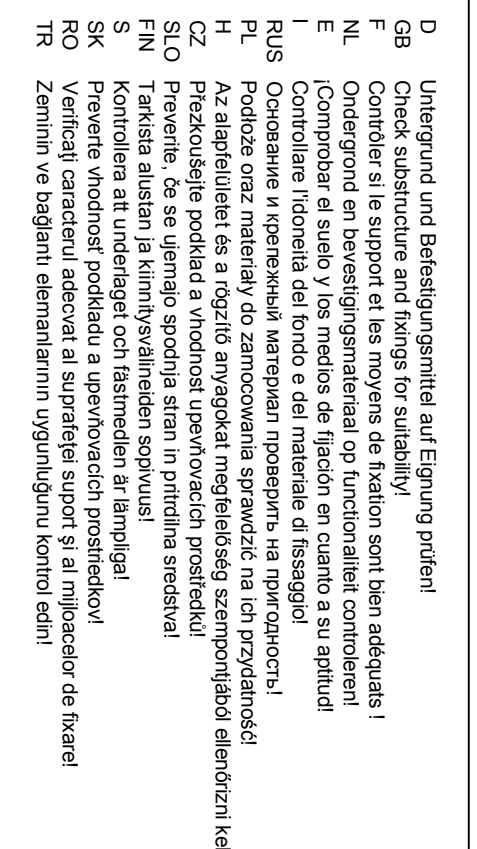 D Untergrund und Befestigungsmittel auf Eignung prüfen!
GB Check substructure and fixings for suitability!
F Contrôler si le support et les moyens de fixation sont bien adéquats !
NL Ondergrond en bevestigingsmateriaal op functionaliteit controleren!
E ¡Comprobar el suelo y los medios de fijación en cuanto a su aptitud!
I Controllare l'idoneità del fondo e del materiale di fissaggio!
RUS Основание и крепежный материал проверить на пригодность!
PL Podłoże oraz materiały do zamocowania sprawdzić na ich przydatność!
H Az alapfelületet és a rögzítő anyagokat megfelelőség szempontjából ellenőrizni kel
CZ Přezkoušejte podklad a vhodnost upevňovacích prostředků!
SLO Preverite, če se ujemajo spodnja stran in pritrdilna sredstva!
FIN Tarkista alustan ja kiinnitysvälineiden sopivuus!
S Kontrollera att underlaget och fästmedlen är lämpliga!
SK Preverte vhodnosť podkladu a upevňovacích prostriedkov!
RO Verificaţi caracterul adecvat al suprafeţei suport şi al mijloacelor de fixare!
TR Zeminin ve bağlantı elemanlarının uygunluğunu kontrol edin!